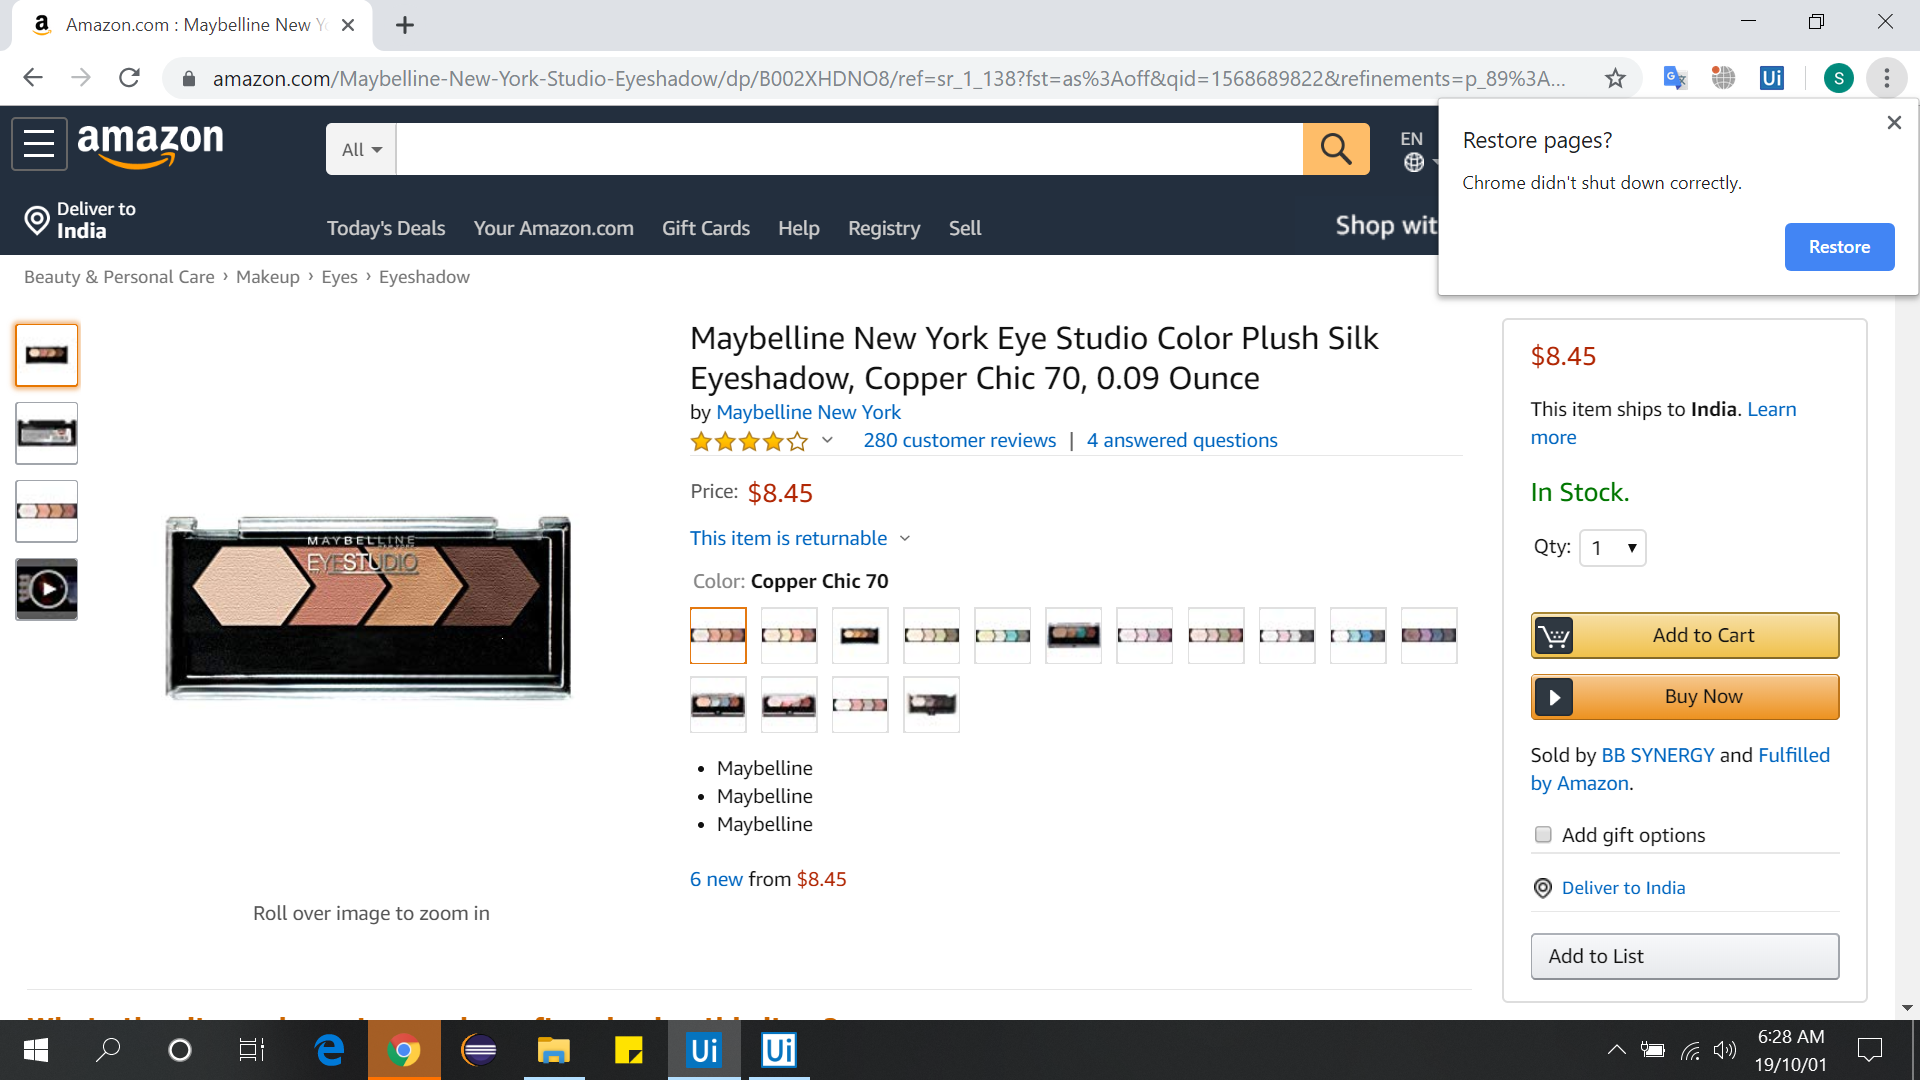 Amazon.com : Maybelline New Y
amazon.com/Maybelline-New-York-Studio-Eyeshadow/dp/B002XHDNO8/ref=sr_1_138?fst=as%3Aoff&qid=1568689822&refinements=p_89%3A...
Ui
S
Restore pages?
Chrome didn't shut down correctly.
Restore
amazon
All
EN
Deliver to
India
Today's Deals
Your Amazon.com
Gift Cards
Help
Registry
Sell
Shop wit
Beauty & Personal Care › Makeup › Eyes › Eyeshadow
MAYBELLINE
EYESTUDIO
Roll over image to zoom in
Maybelline New York Eye Studio Color Plush Silk
Eyeshadow, Copper Chic 70, 0.09 Ounce
by Maybelline New York
280 customer reviews | 4 answered questions
Price: $8.45
This item is returnable
Color: Copper Chic 70
• Maybelline
• Maybelline
• Maybelline
6 new from $8.45
$8.45
This item ships to India. Learn
more
In Stock.
Qty: 1
Add to Cart
Buy Now
Sold by BB SYNERGY and Fulfilled
by Amazon.
Add gift options
Deliver to India
Add to List
Ui
Ui
6:28 AM
19/10/01